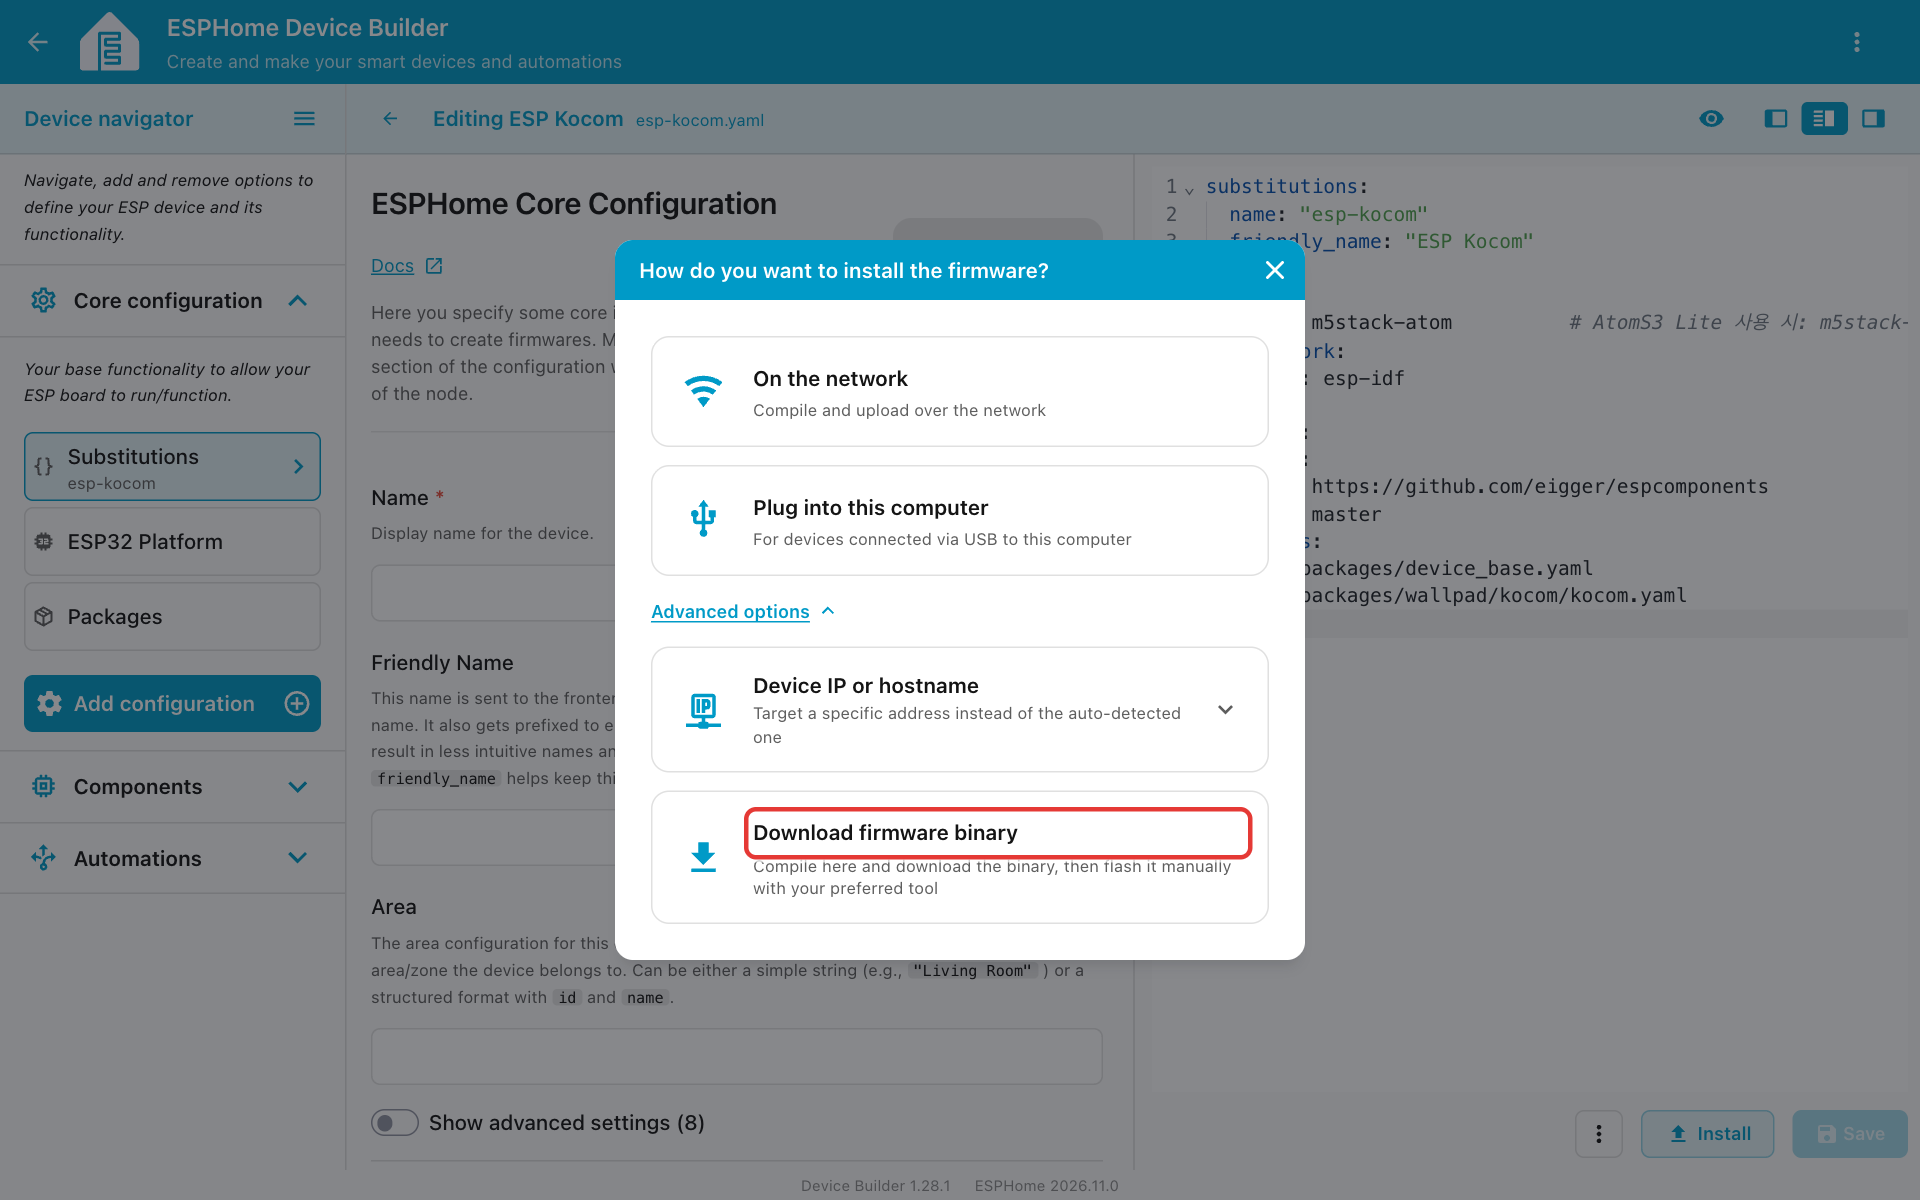 ESPHome Device Builder
Create and make your smart devices and automations
Device navigator
Editing ESP Kocom esp-kocom.yaml
Navigate, add and remove options to
define your ESP device and its
functionality.
Core configuration
Your base functionality to allow your
ESP board to run/function.
Substitutions
esp-kocom
ESP32 Platform
Packages
Add configuration
Components
Automations
ESPHome Core Configuration
Docs
Here you specify some core
needs to create firmwares.
section of the configuration
of the node.
Name *
Display name for the device.
Friendly Name
This name is sent to the
name. It also gets prefixed to
result in less intuitive names
friendly_name helps keep
Area
The area configuration for this
area/zone the device belongs to. Can be either a simple string (e.g., "Living Room" ) or a
structured format with id and name.
Show advanced settings (8)
How do you want to install the firmware?
On the network
Compile and upload over the network
Plug into this computer
For devices connected via USB to this computer
Advanced options
IP
Device IP or hostname
Target a specific address instead of the auto-detected
one
Download firmware binary
Compile here and download the binary, then flash it manually
with your preferred tool
1 substitutions:
2 name: "esp-kocom"
3 friendly_name: "ESP Kocom"
m5stack-atom # AtomS3 Lite 사용 시: m5stack-
ork:
: esp-idf
:
:
https://github.com/eigger/espcomponents
master
s:
packages/device_base.yaml
packages/wallpad/kocom/kocom.yaml
Install
Save
Device Builder 1.28.1 ESPHome 2026.11.0